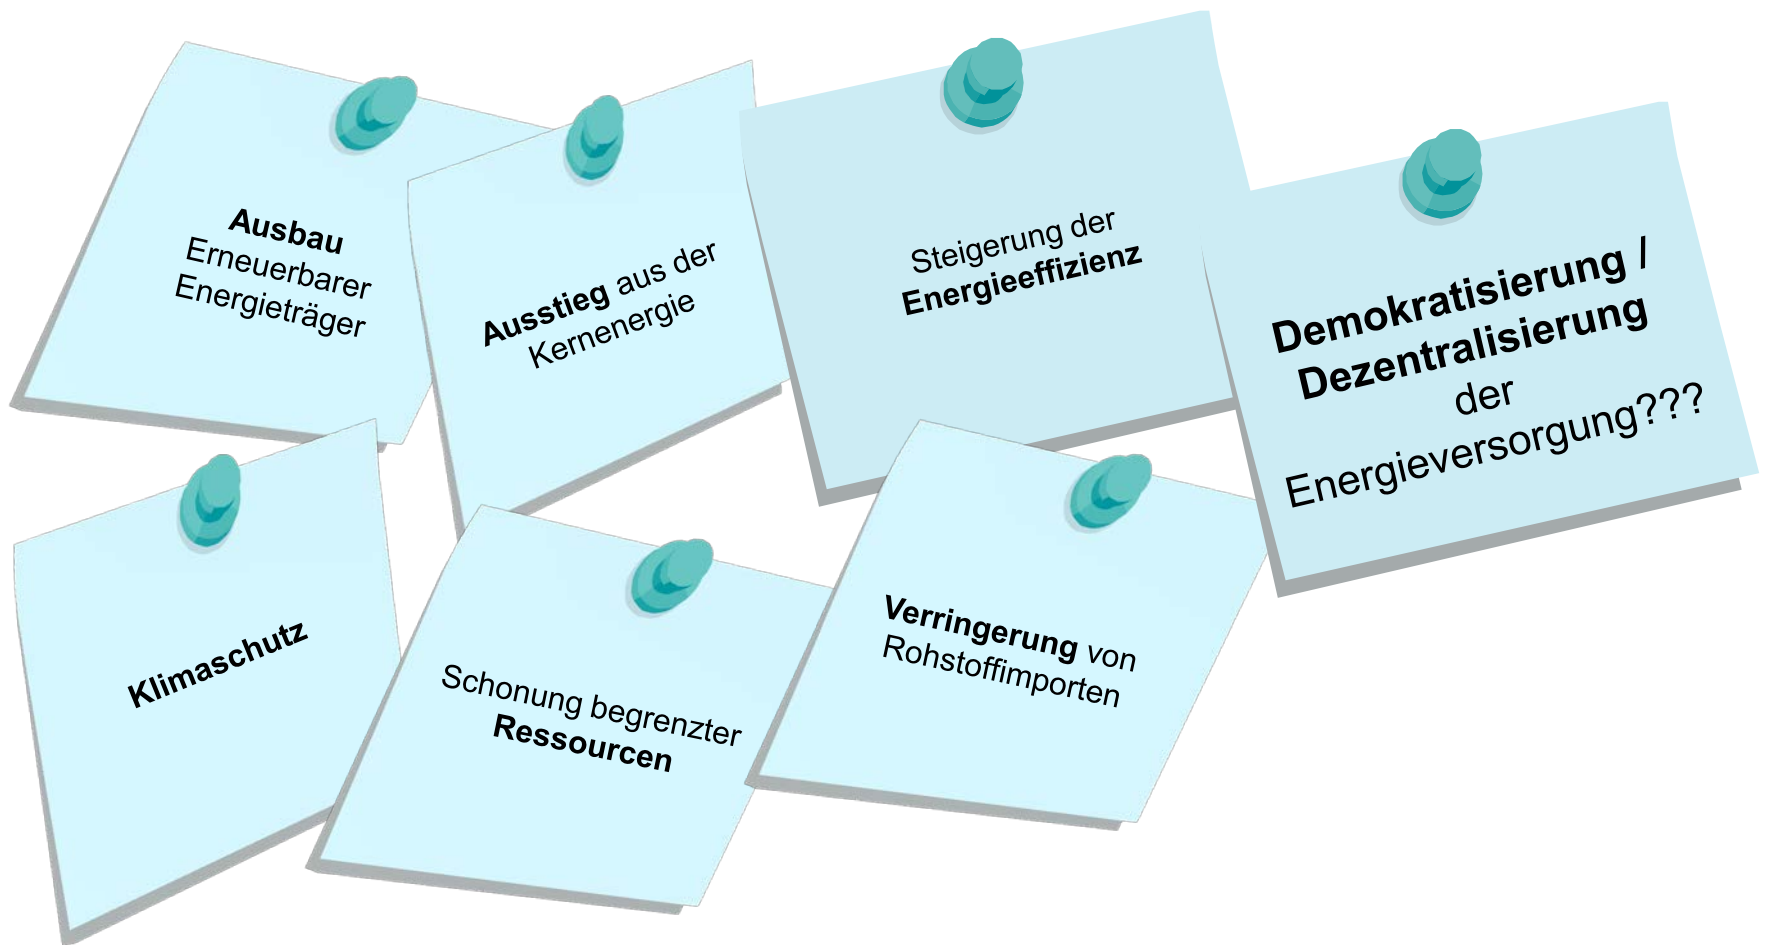 Ausbau
Erneuerbarer
Energieträger
Ausstieg aus der
Kernenergie
Steigerung der
Energieeffizienz
Demokratisierung /
Dezentralisierung
der
Energieversorgung???
Klimaschutz
Schonung begrenzter
Ressourcen
Verringerung von
Rohstoffimporten